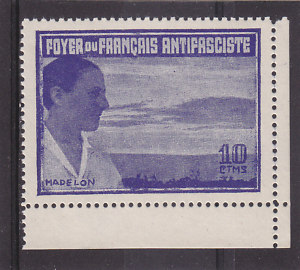 FOYER DU FRANÇAIS ANTIFASCISTE
10
CTMS
MADELON